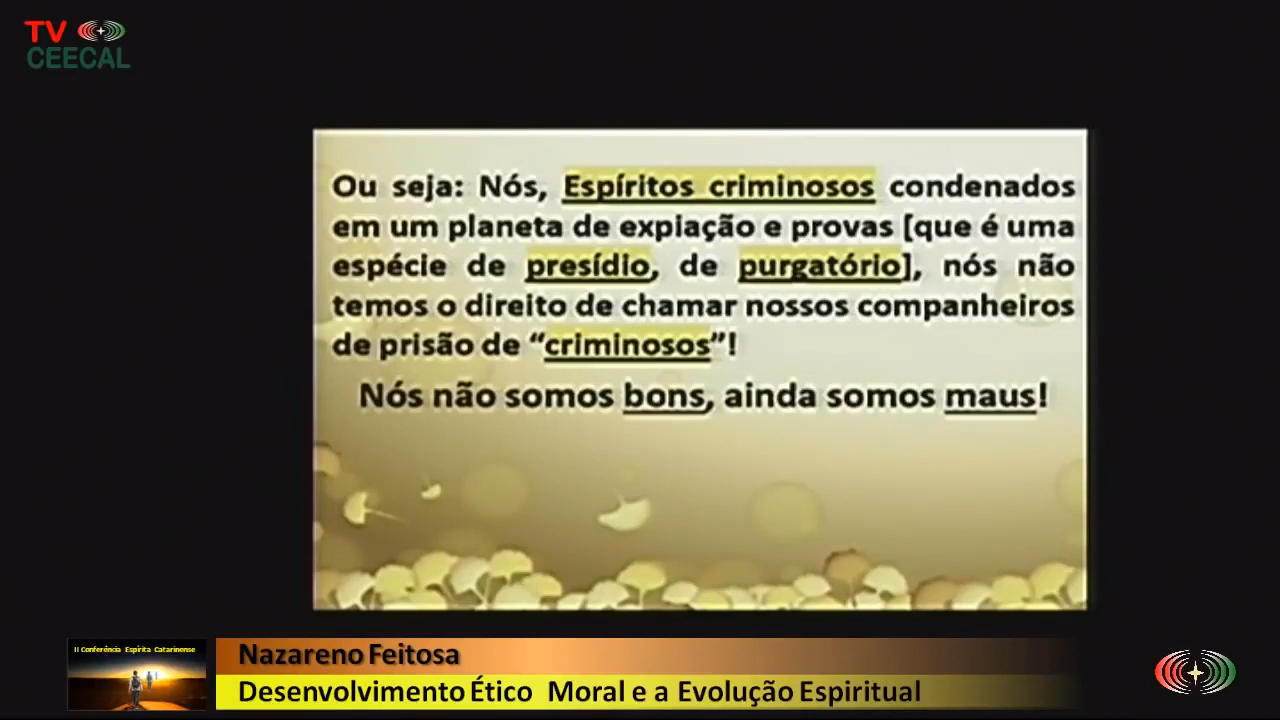 TV
CEECAL
Ou seja: Nós, Espíritos criminosos condenados
em um planeta de expiação e provas [que é uma
espécie de presídio, de purgatório], nós não
temos o direito de chamar nossos companheiros
de prisão de “criminosos”!
Nós não somos bons, ainda somos maus!
II Conferência Espírita Catarinense
Nazareno Feitosa
Desenvolvimento Ético Moral e a Evolução Espiritual